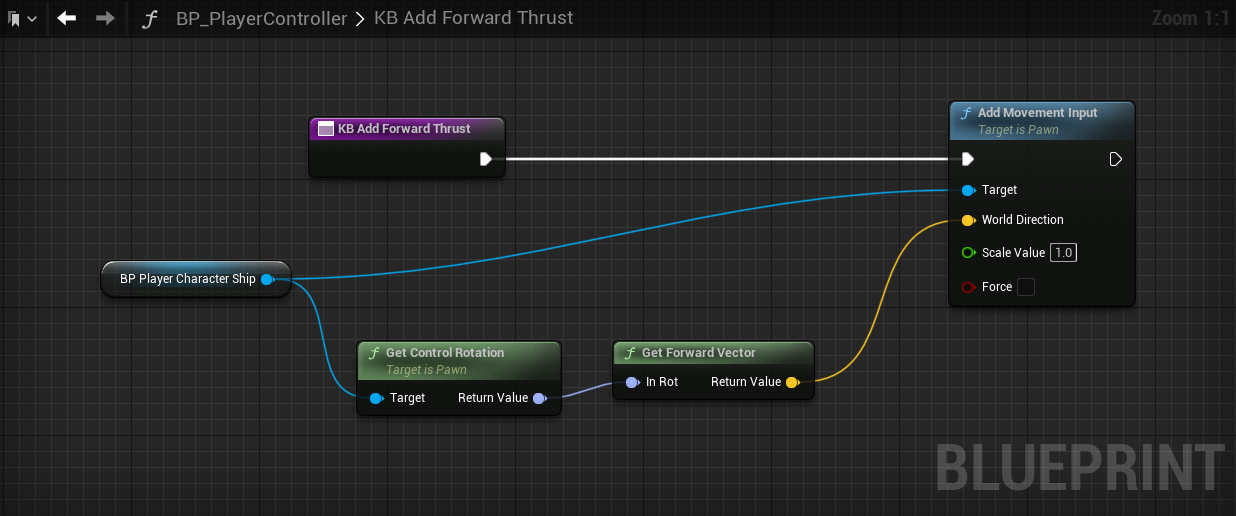 BP_PlayerController > KB Add Forward Thrust
Zoom 1:1
KB Add Forward Thrust
Add Movement Input
Target is Pawn
Target
World Direction
Scale Value 1.0
Force
BP Player Character Ship
Get Control Rotation
Target is Pawn
Target Return Value
Get Forward Vector
In Rot Return Value
BLUEPRINT